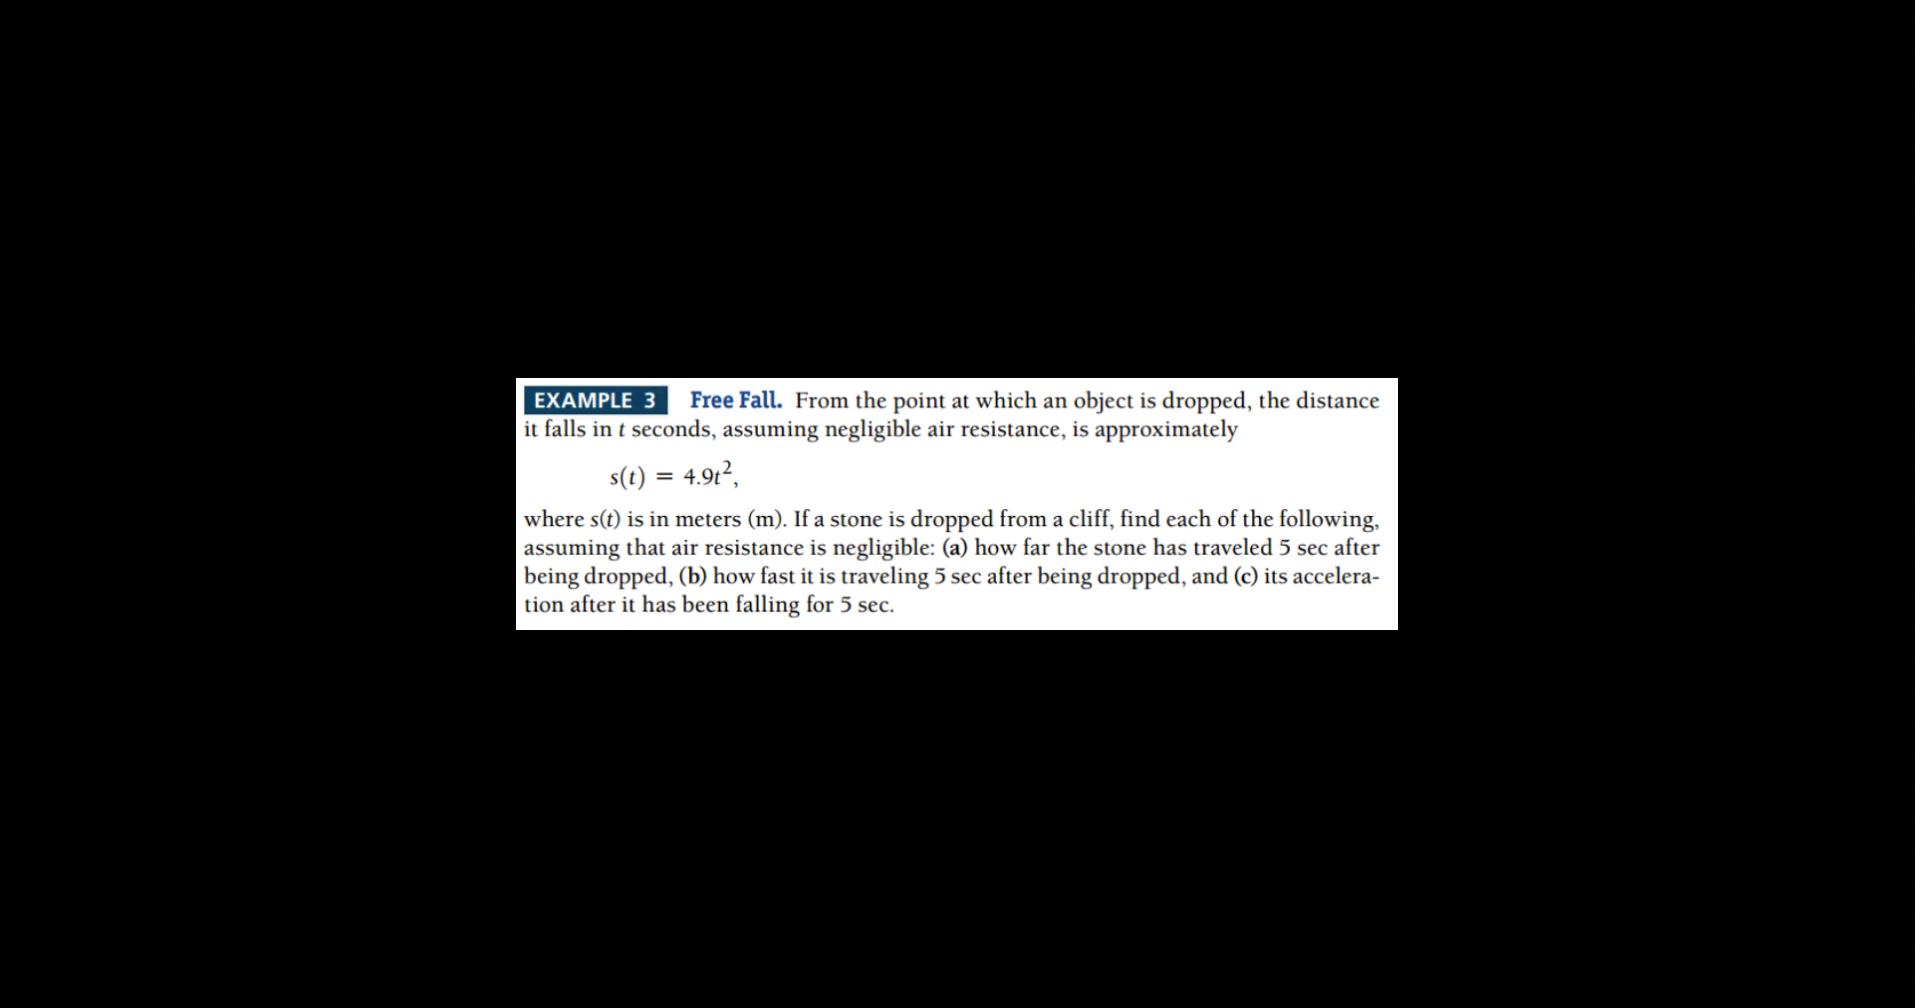 EXAMPLE 3 Free Fall. From the point at which an object is dropped, the distance
it falls in t seconds, assuming negligible air resistance, is approximately
s(t) = 4.9t²,
where s(t) is in meters (m). If a stone is dropped from a cliff, find each of the following,
assuming that air resistance is negligible: (a) how far the stone has traveled 5 sec after
being dropped, (b) how fast it is traveling 5 sec after being dropped, and (c) its accelera-
tion after it has been falling for 5 sec.